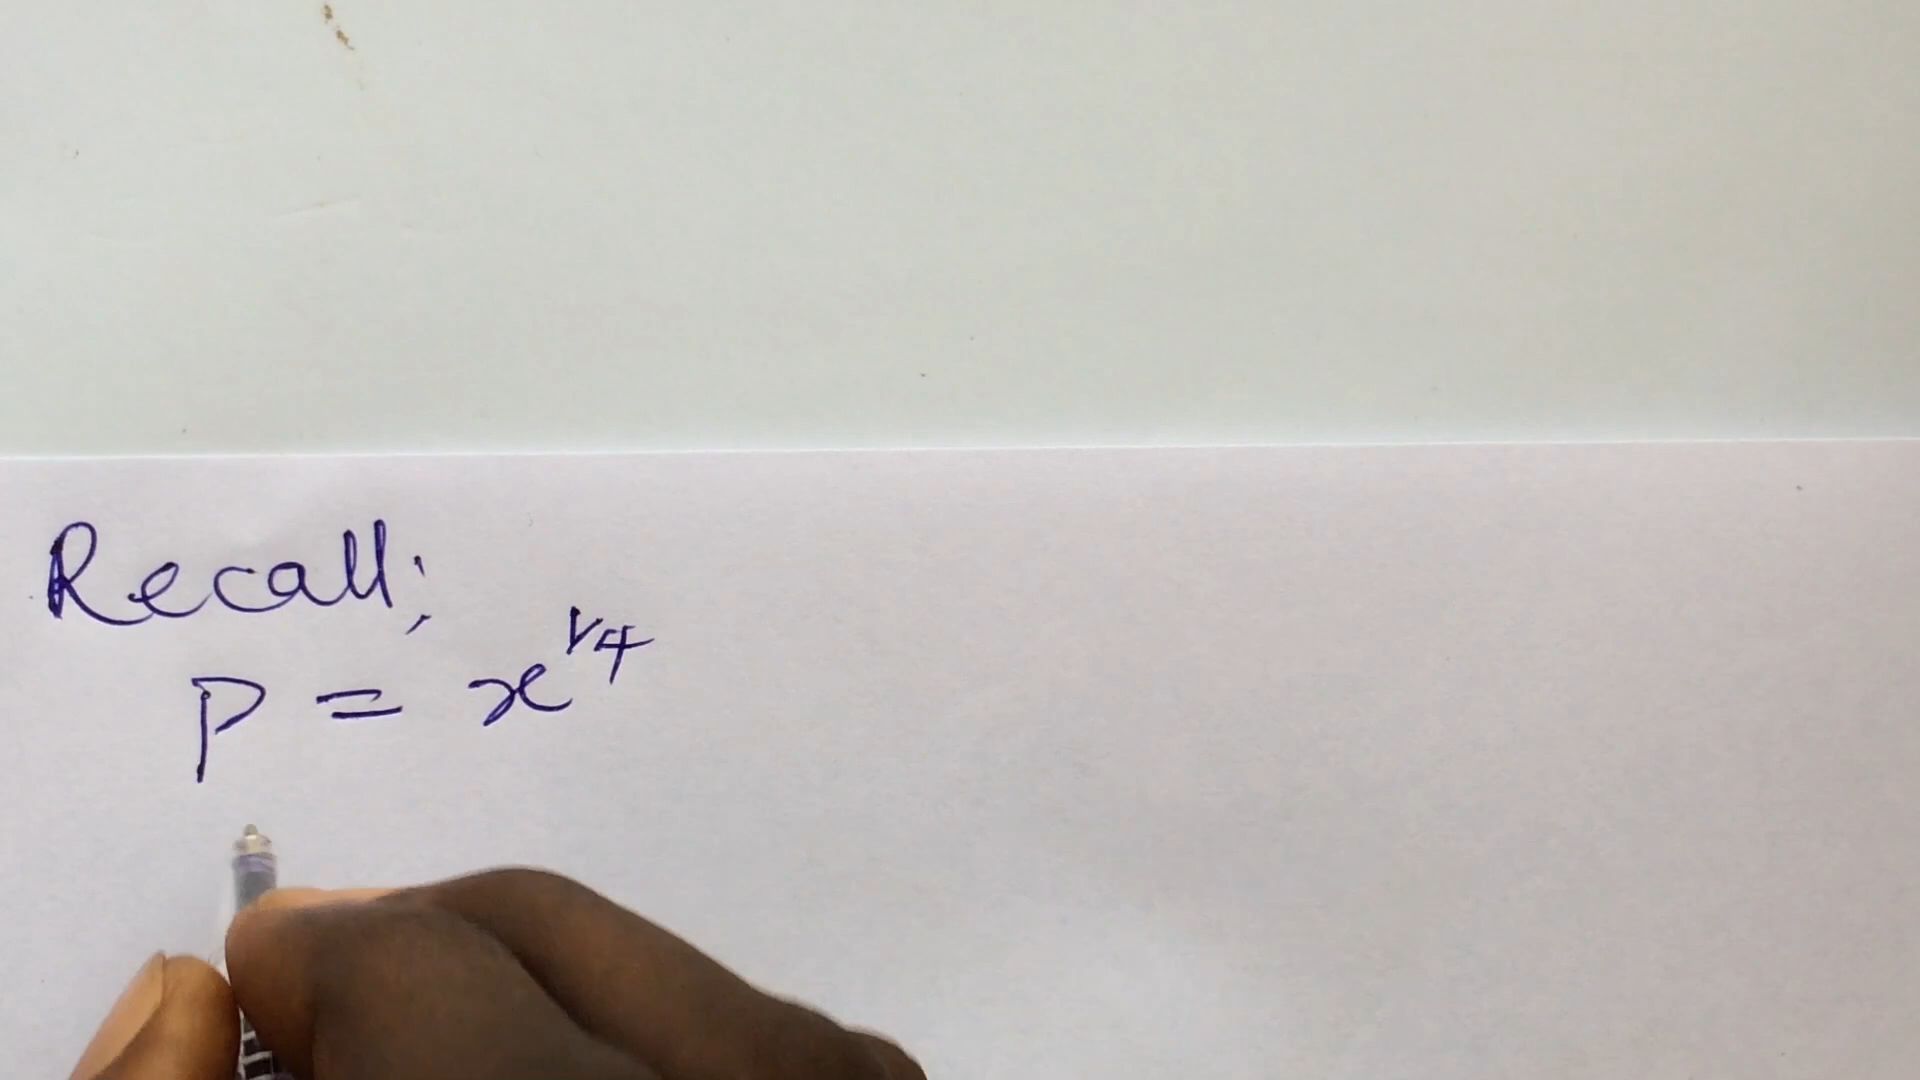 Recall;
P = x^1/4